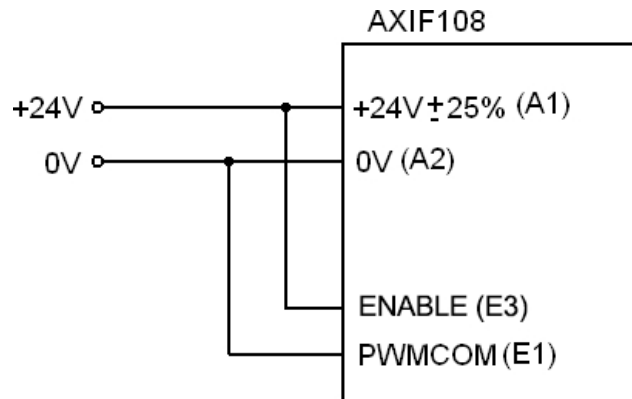 AXIF108
+24V +24V±25% (A1)
0V 0V (A2)
ENABLE (E3)
PWMCOM (E1)